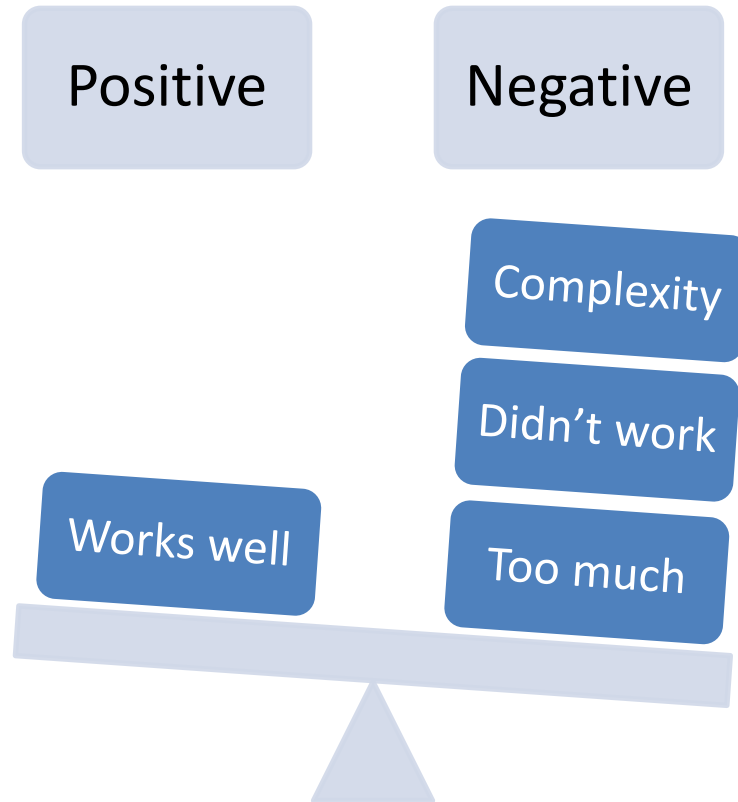 Positive
Negative
Complexity
Didn’t work
Works well
Too much